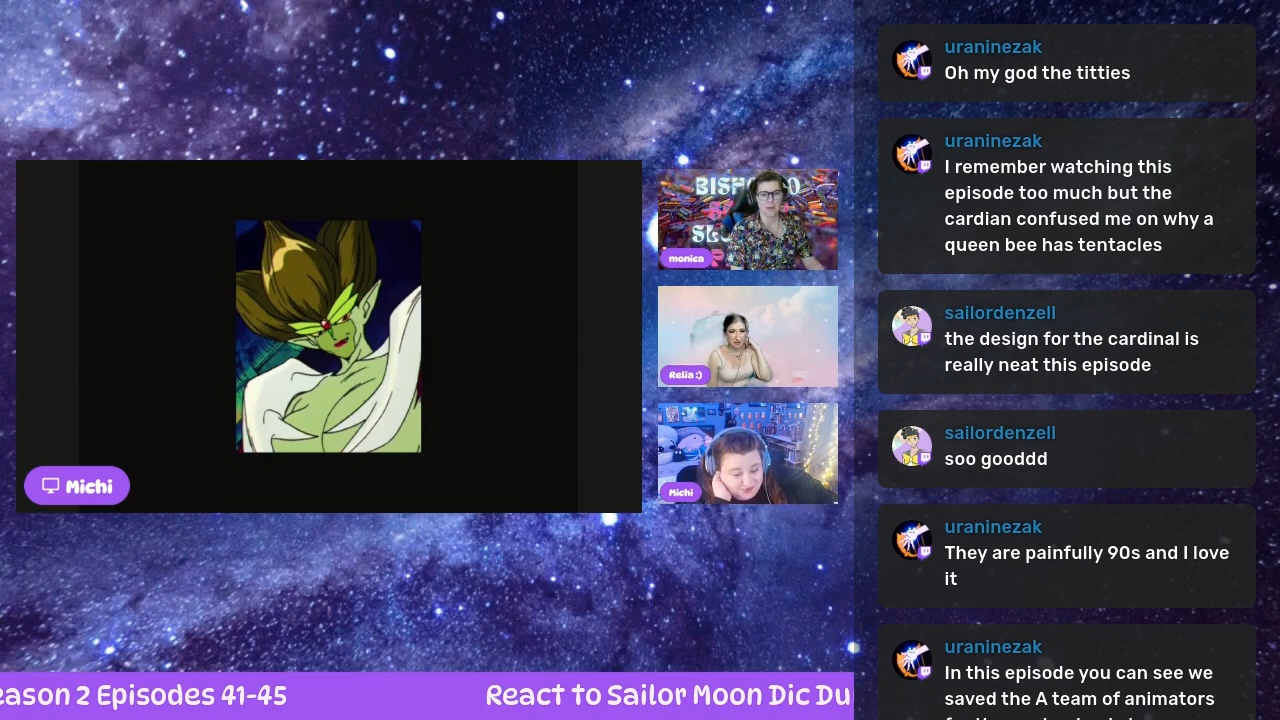 uraninezak
Oh my god the titties
uraninezak
I remember watching this
episode too much but the
cardian confused me on why a
queen bee has tentacles
sailordenzell
the design for the cardinal is
really neat this episode
sailordenzell
soo gooddd
uraninezak
They are painfully 90s and I love
it
uraninezak
In this episode you can see we
saved the A team of animators
monica
Relia :)
Michi
Michi
eason 2 Episodes 41-45
React to Sailor Moon Dic Du